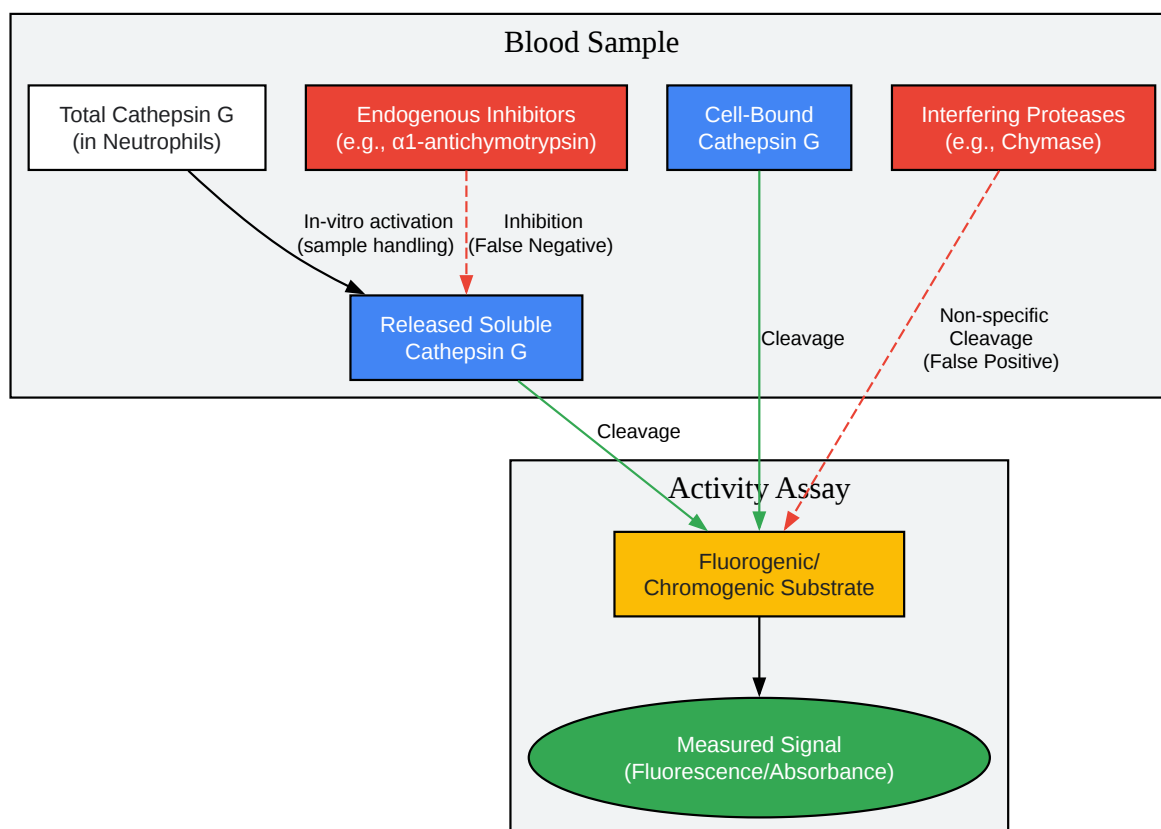 Blood Sample
Total Cathepsin G
(in Neutrophils)
Endogenous Inhibitors
(e.g., α1-antichymotrypsin)
Cell-Bound
Cathepsin G
Interfering Proteases
(e.g., Chymase)
In-vitro activation
(sample handling)
Inhibition
(False Negative)
Released Soluble
Cathepsin G
Cleavage
Non-specific
Cleavage
(False Positive)
Cleavage
Activity Assay
Fluorogenic/
Chromogenic Substrate
Measured Signal
(Fluorescence/Absorbance)